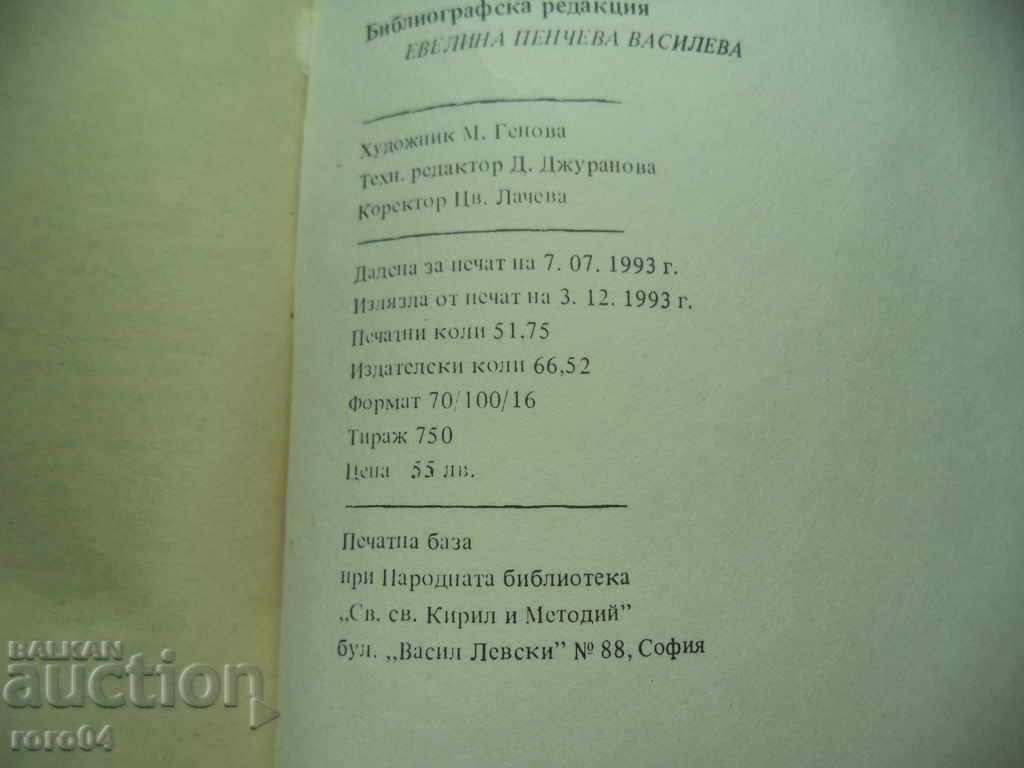 Библиографска редакция
ЕВЕЛИНА ПЕНЧЕВА ВАСИЛЕВА
Художник М. Генова
Техн. редактор Д. Джуранова
Коректор Цв. Лачева
Дадена за печат на 7. 07. 1993 г.
Излязла от печат на 3. 12. 1993 г.
Печатни коли 51,75
Издателски коли 66,52
Формат 70/100/16
Тираж 750
Цена 55 лв.
Печатна база
при Народната библиотека
„Св. св. Кирил и Методий”
бул. „Васил Левски” № 88, София
BALKAN
auction
roro04